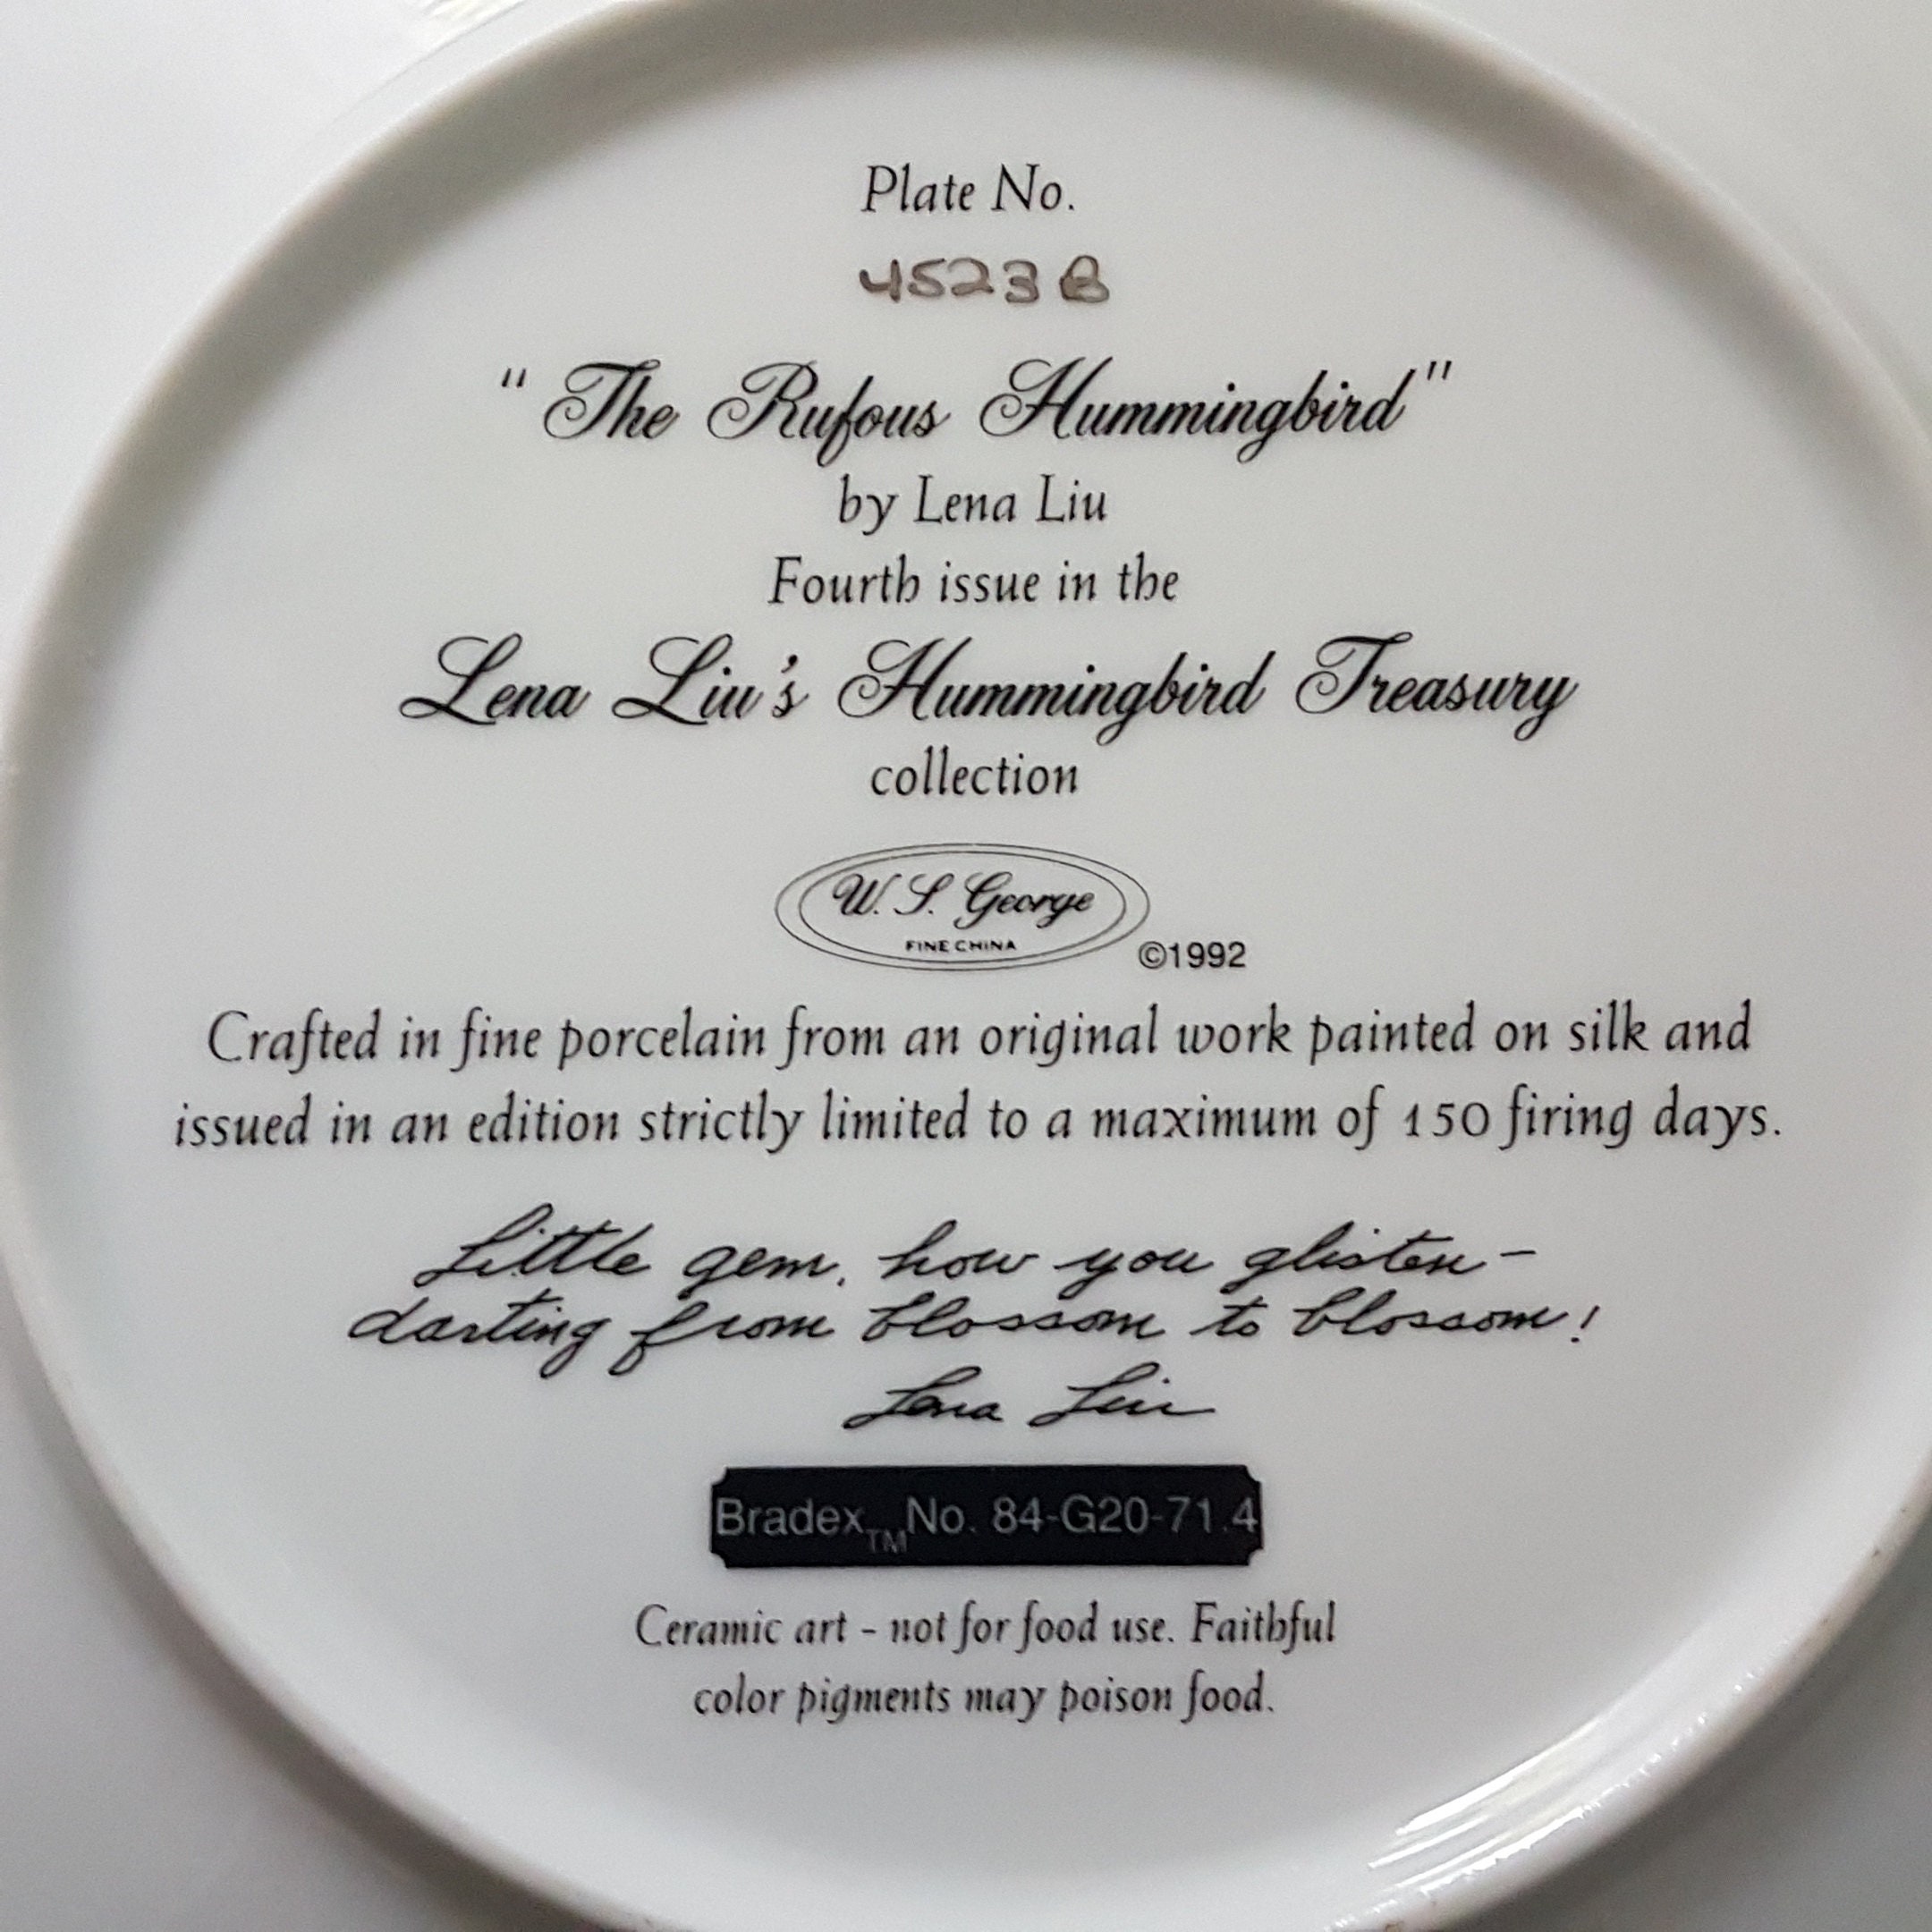 Plate No.
4523 B
"The Rufous Hummingbird"
by Lena Liu
Fourth issue in the
Lena Liu's Hummingbird Treasury
collection
W. S. George
FINE CHINA
©1992
Crafted in fine porcelain from an original work painted on silk and
issued in an edition strictly limited to a maximum of 150 firing days.
Little gem, how you glisten-
darting from blossom to blossom!
Lena Liu
Bradex TM No. 84-G20-71.4
Ceramic art - not for food use. Faithful
color pigments may poison food.